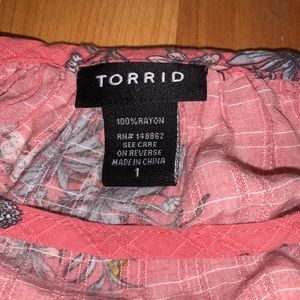 TORRID
100% RAYON
RN# 148862
SEE CARE
ON REVERSE
MADE IN CHINA
1